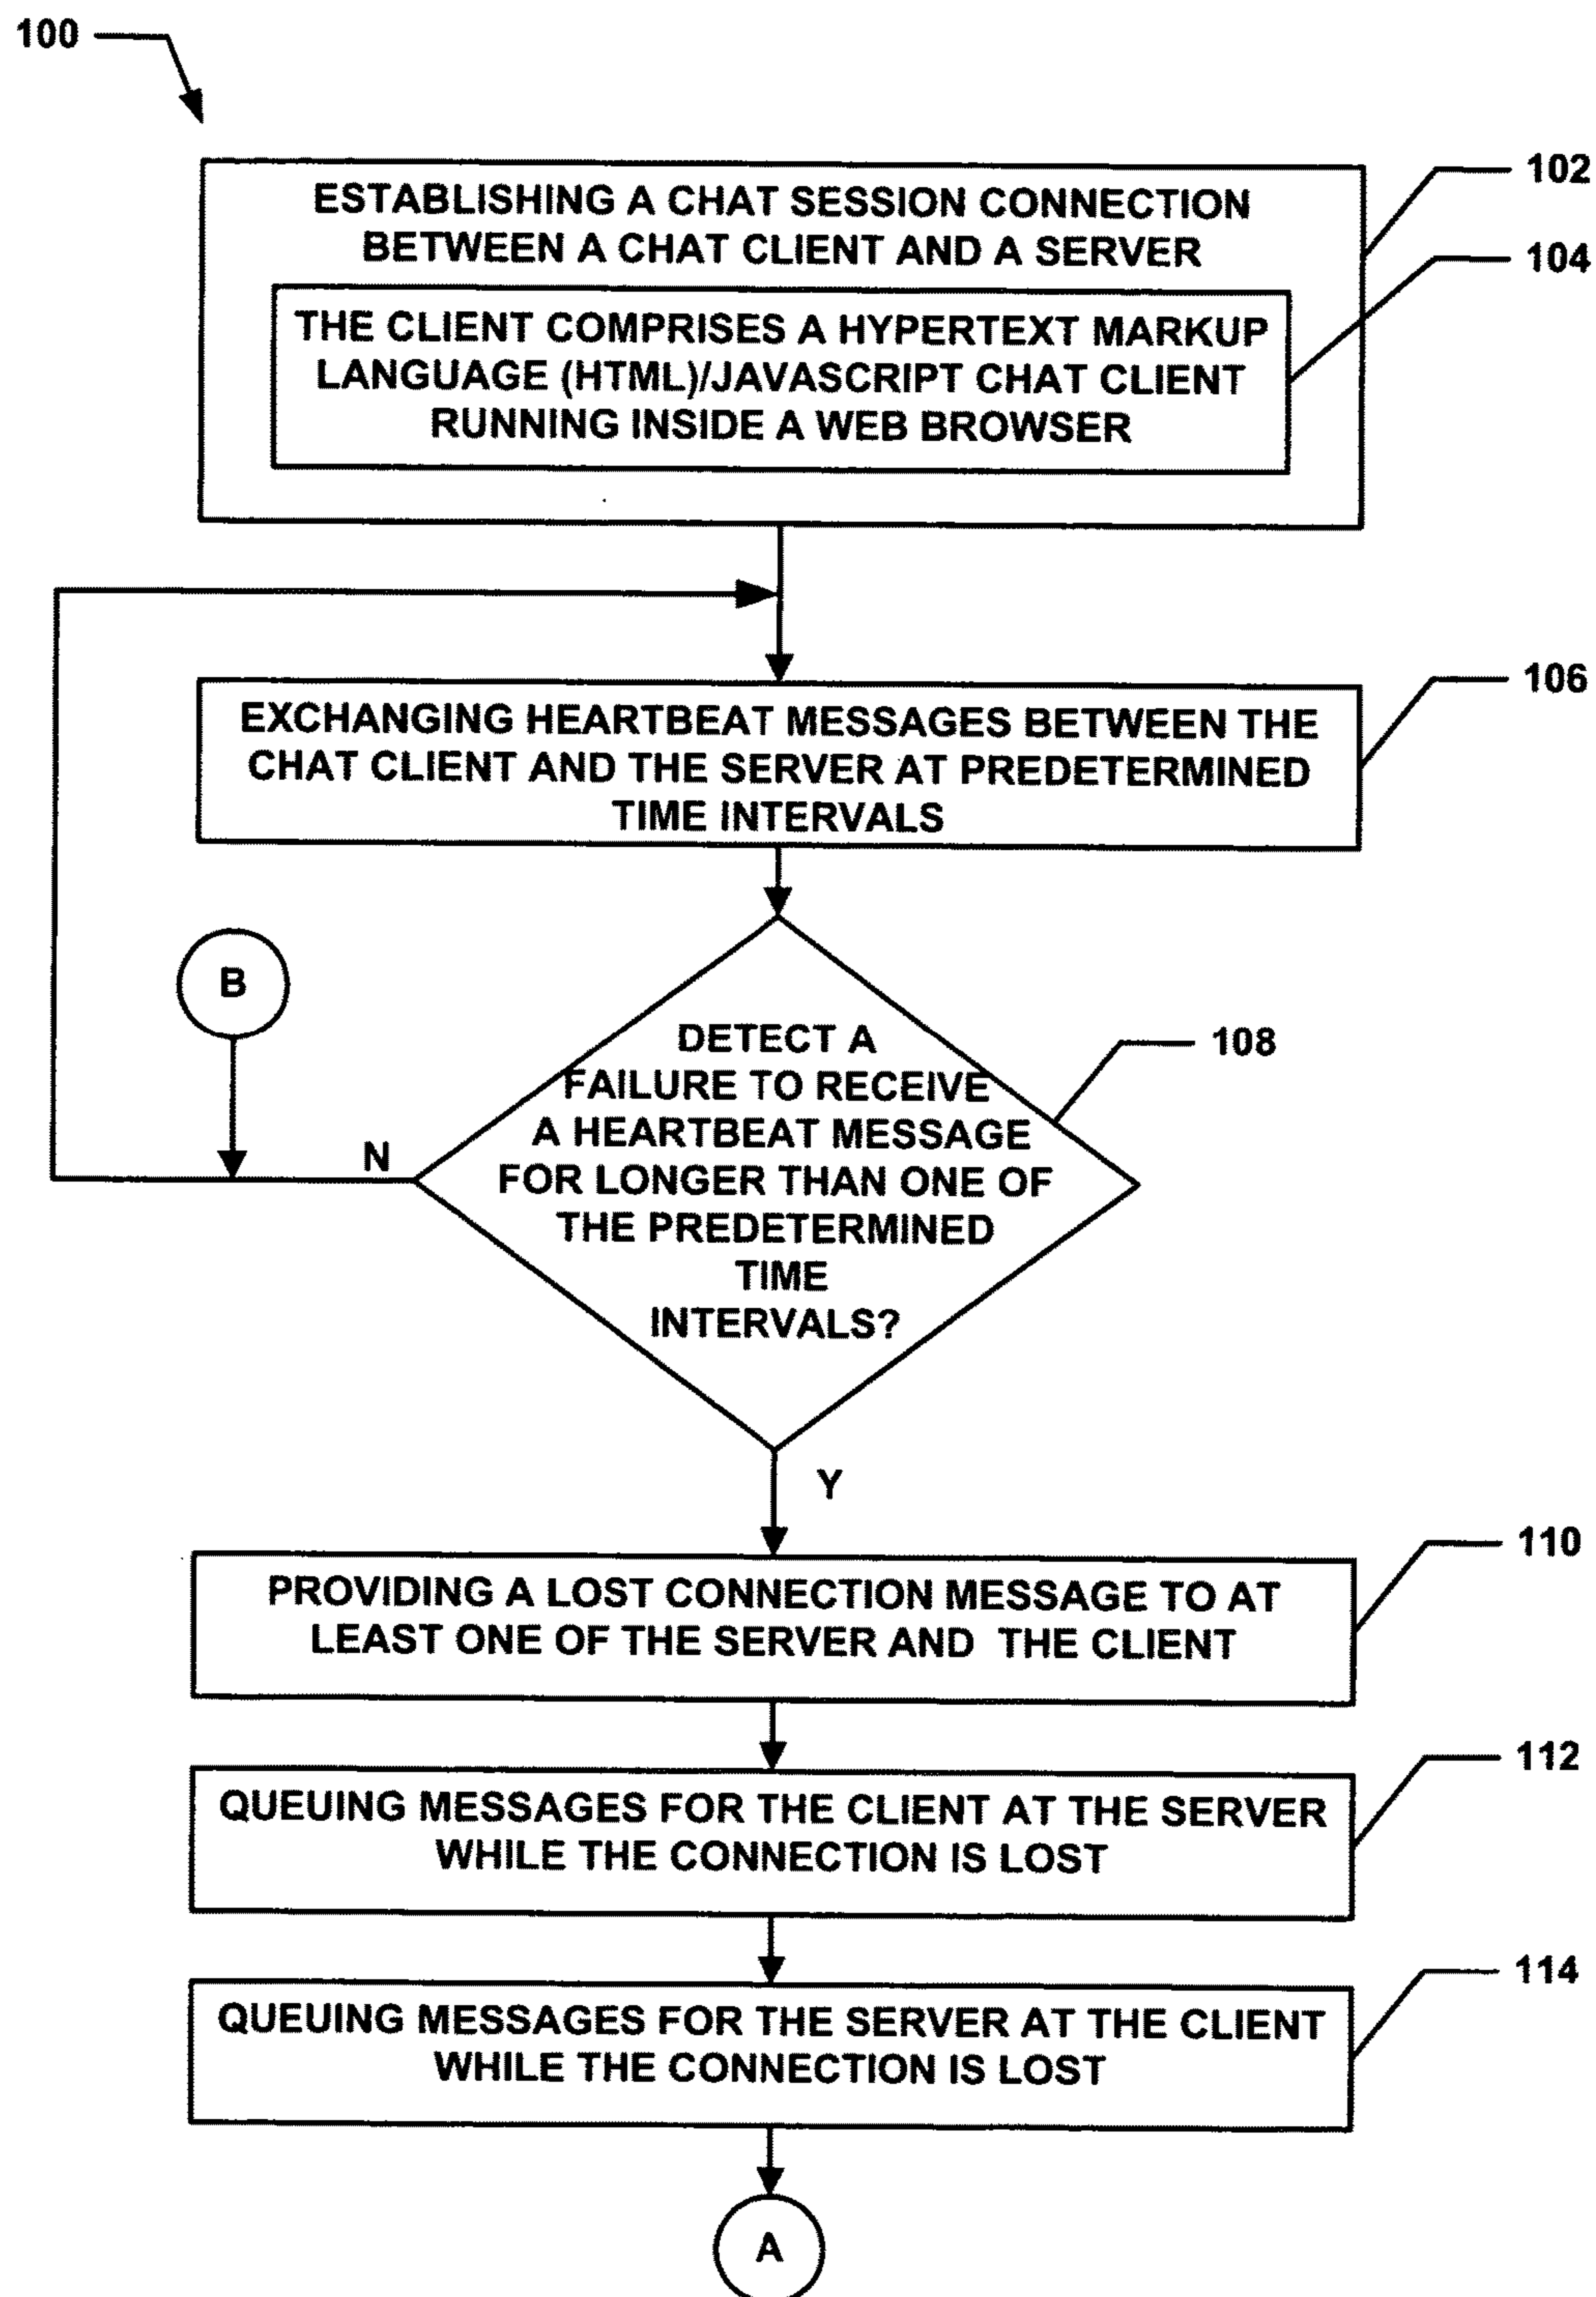 100
102
ESTABLISHING A CHAT SESSION CONNECTION
BETWEEN A CHAT CLIENT AND A SERVER
104
THE CLIENT COMPRISES A HYPERTEXT MARKUP
LANGUAGE (HTML)/JAVASCRIPT CHAT CLIENT
RUNNING INSIDE A WEB BROWSER
106
EXCHANGING HEARTBEAT MESSAGES BETWEEN THE
CHAT CLIENT AND THE SERVER AT PREDETERMINED
TIME INTERVALS
B
108
DETECT A
FAILURE TO RECEIVE
A HEARTBEAT MESSAGE
FOR LONGER THAN ONE OF
THE PREDETERMINED
TIME
INTERVALS?
N
Y
110
PROVIDING A LOST CONNECTION MESSAGE TO AT
LEAST ONE OF THE SERVER AND THE CLIENT
112
QUEUING MESSAGES FOR THE CLIENT AT THE SERVER
WHILE THE CONNECTION IS LOST
114
QUEUING MESSAGES FOR THE SERVER AT THE CLIENT
WHILE THE CONNECTION IS LOST
A